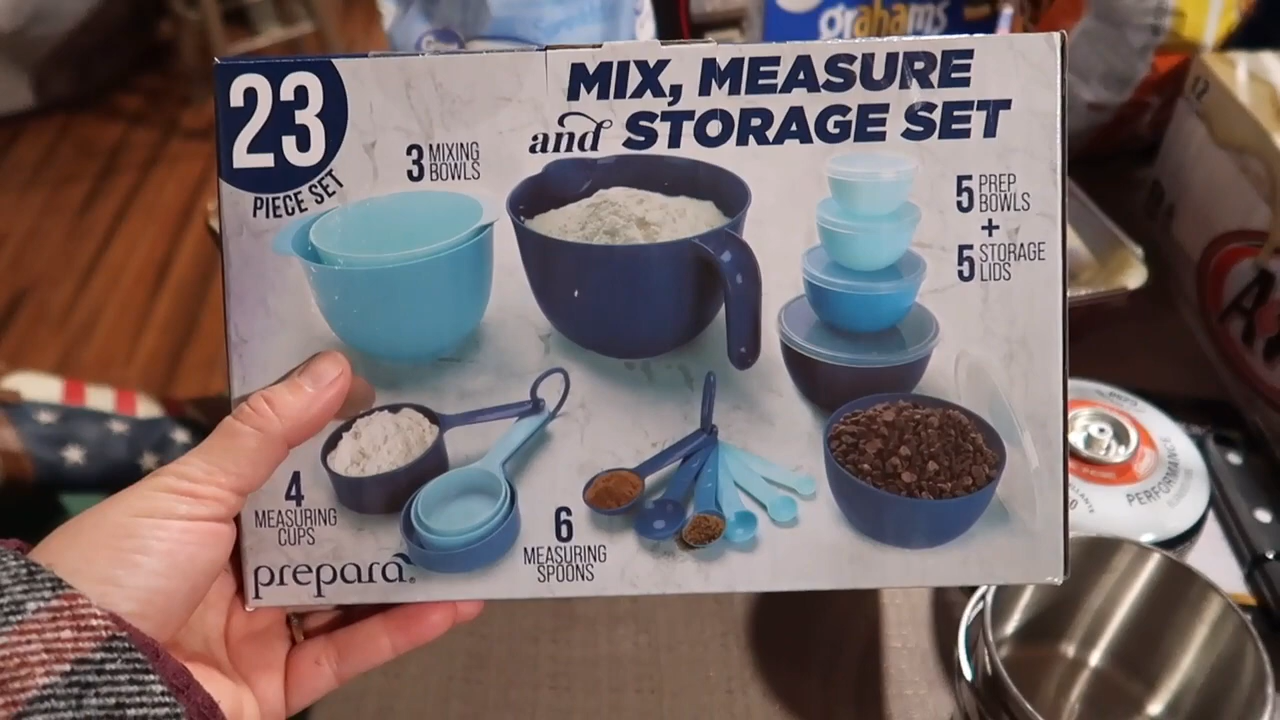 grahams
23
PIECE SET
MIX, MEASURE
and STORAGE SET
3 MIXING
BOWLS
5 PREP
BOWLS
+
5 STORAGE
LIDS
4
MEASURING
CUPS
6
MEASURING
SPOONS
prepara®
PERFORMANCE